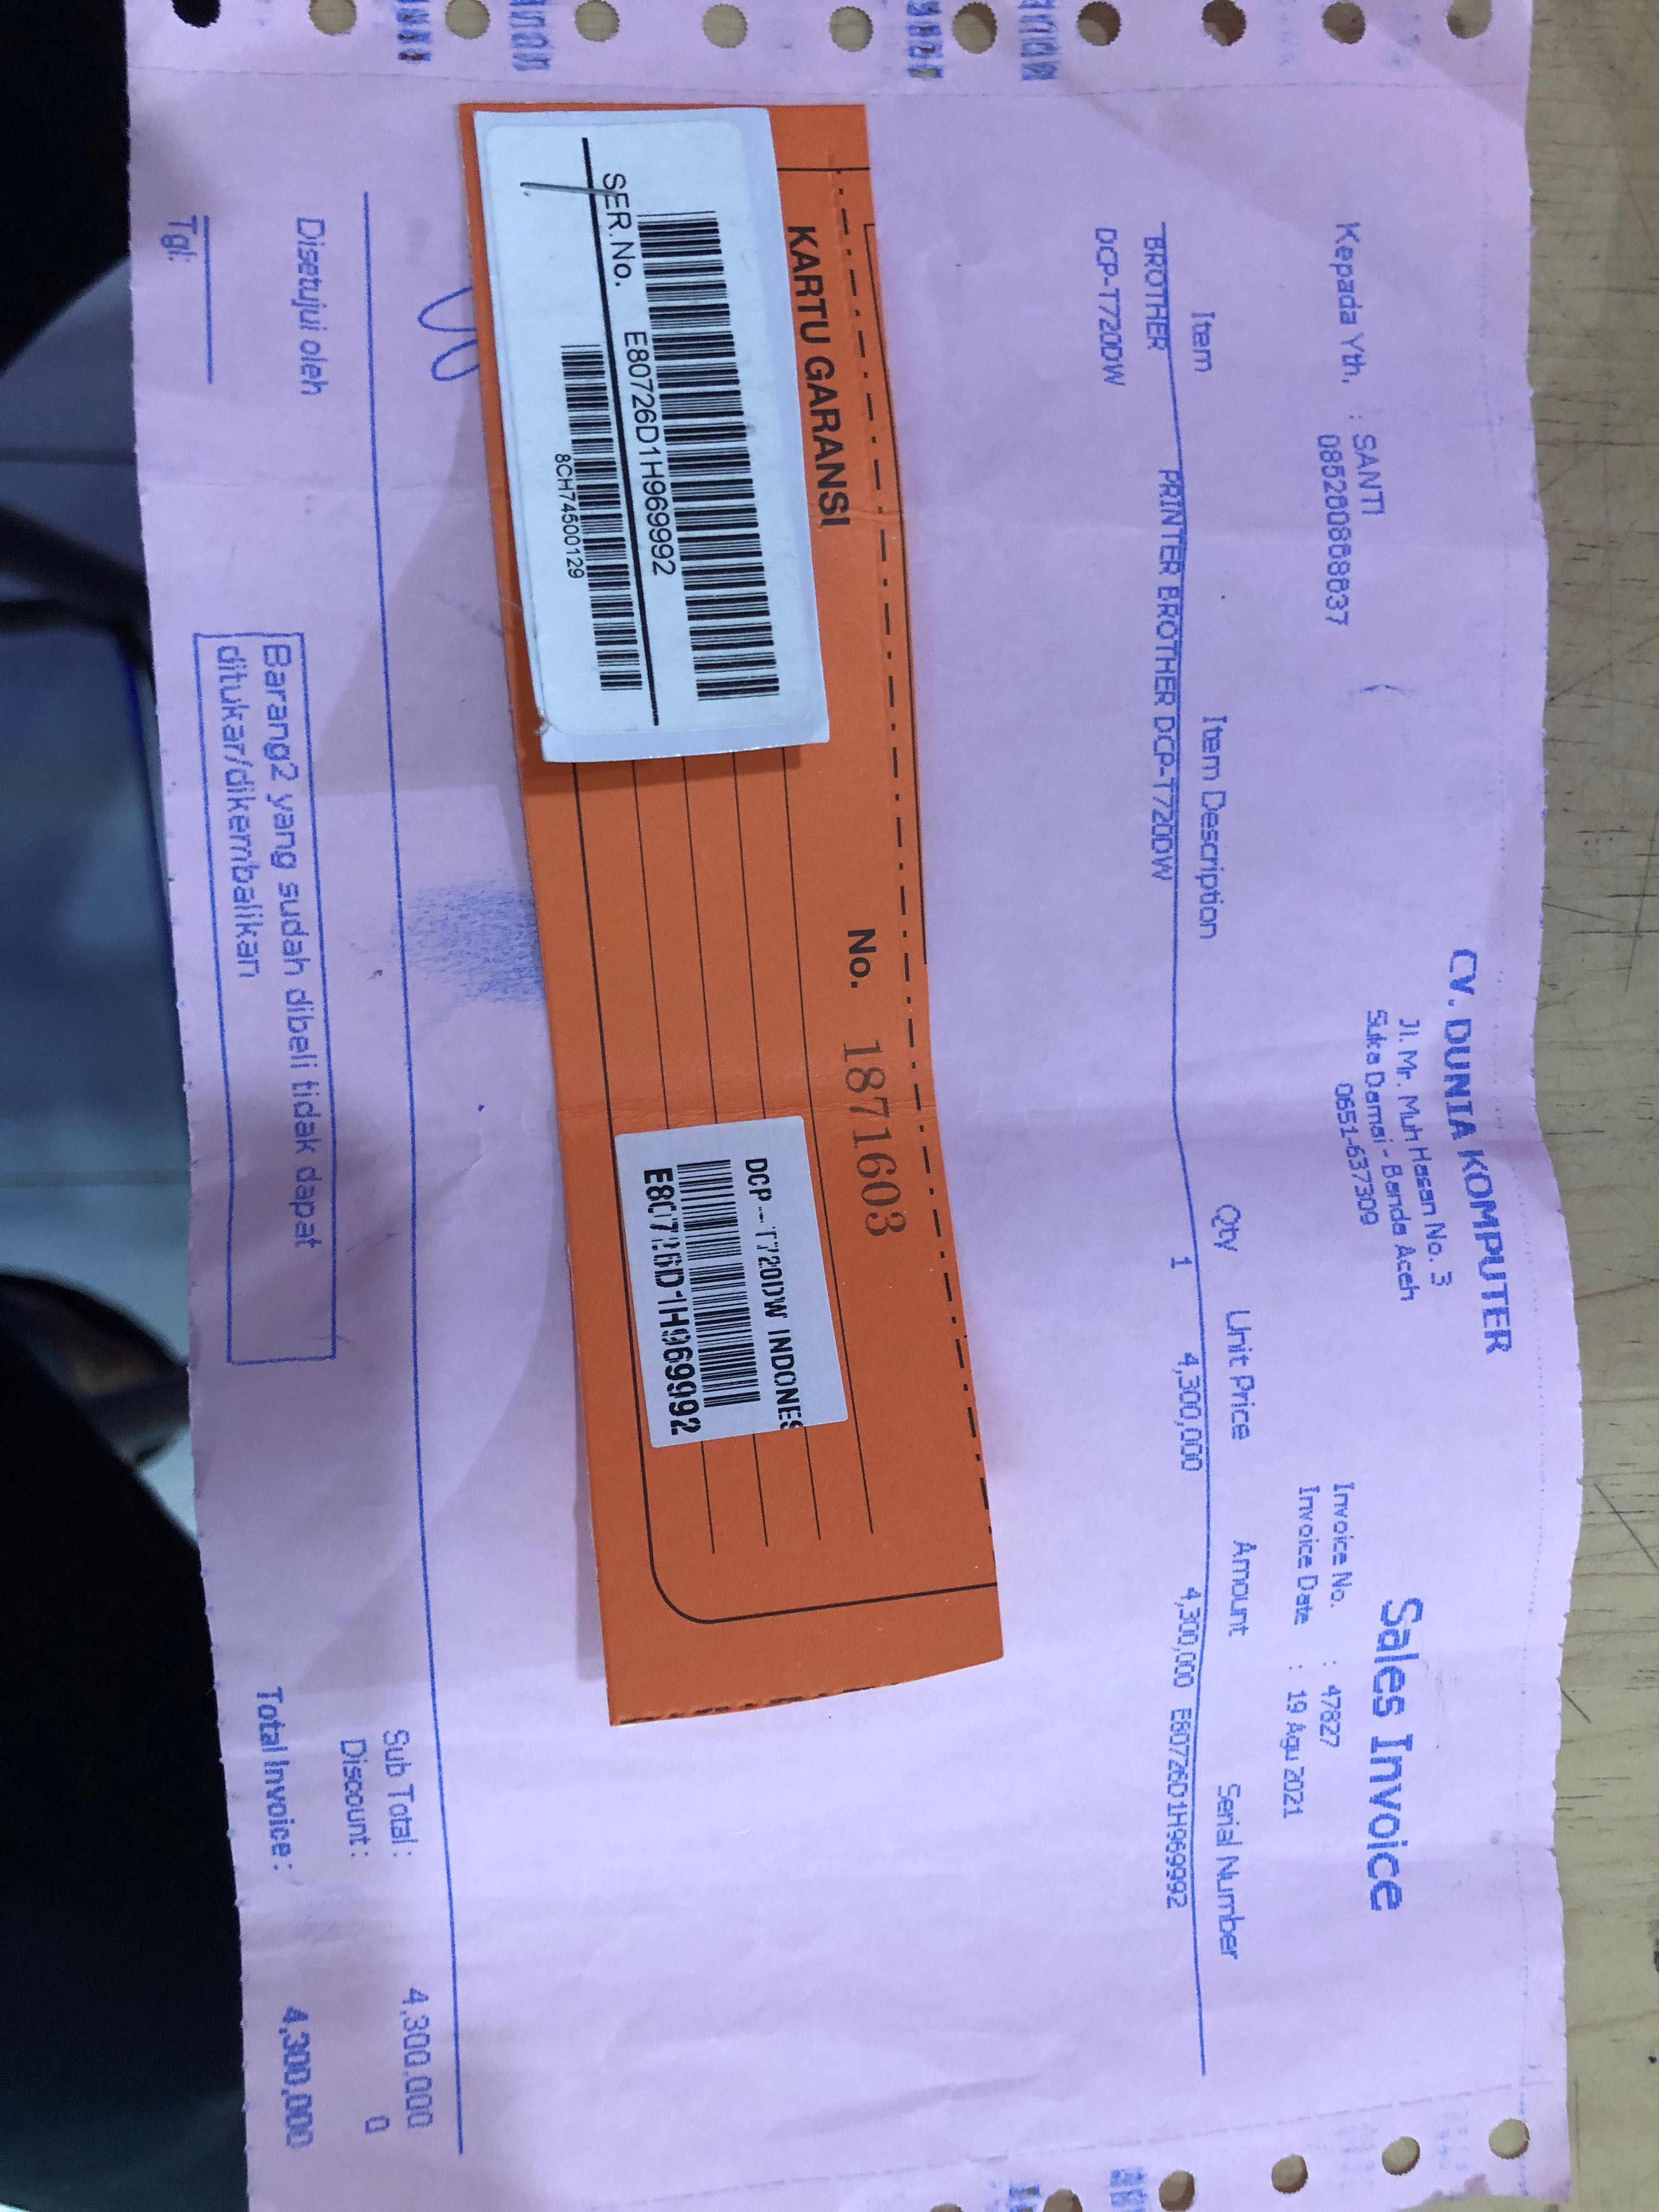 CV. DUNIA KOMPUTER
Jl. Mr. Muh Hasan No. 3
Suka Damai - Banda Aceh
0651-637309
Sales Invoice
Kepada Yth, : SANTI
Invoice No. : 47827
Invoice Date : 19 Agu 2021
Item Item Description Qty Unit Price Amount Serial Number
BROTHER PRINTER BROTHER DCP-T720DW 1 4,300,000 4,300,000 E80726D1H969992
DCP-T720DW
KARTU GARANSI No. 1871603
SER.No. E80726D1H969992
8CH74500129
DCP-T720DW INDONES
E80726D1H969992
Sub Total : 4,300,000
Discount : 0
Total Invoice : 4,300,000
Disetujui oleh
Tgl:
Barang2 yang sudah dibeli tidak dapat
ditukar/dikembalikan